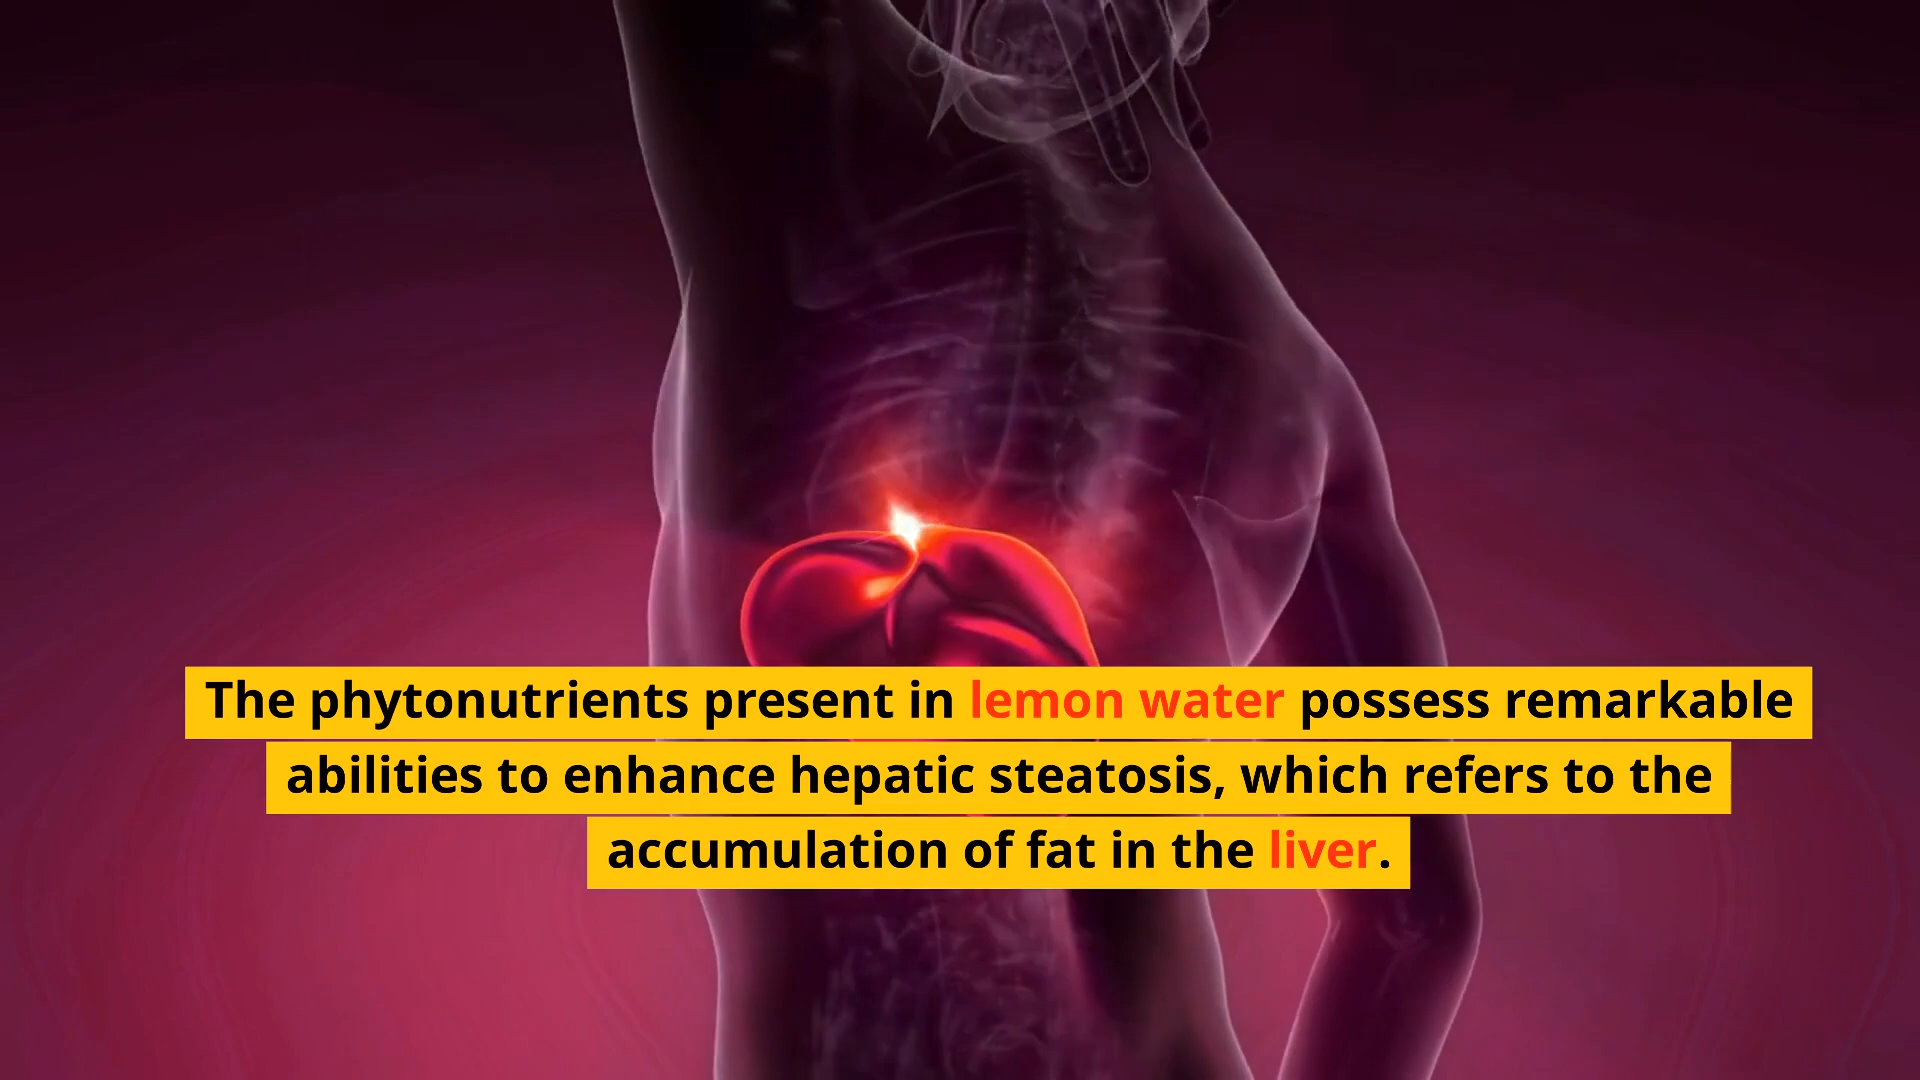 The phytonutrients present in lemon water possess remarkable
abilities to enhance hepatic steatosis, which refers to the
accumulation of fat in the liver.